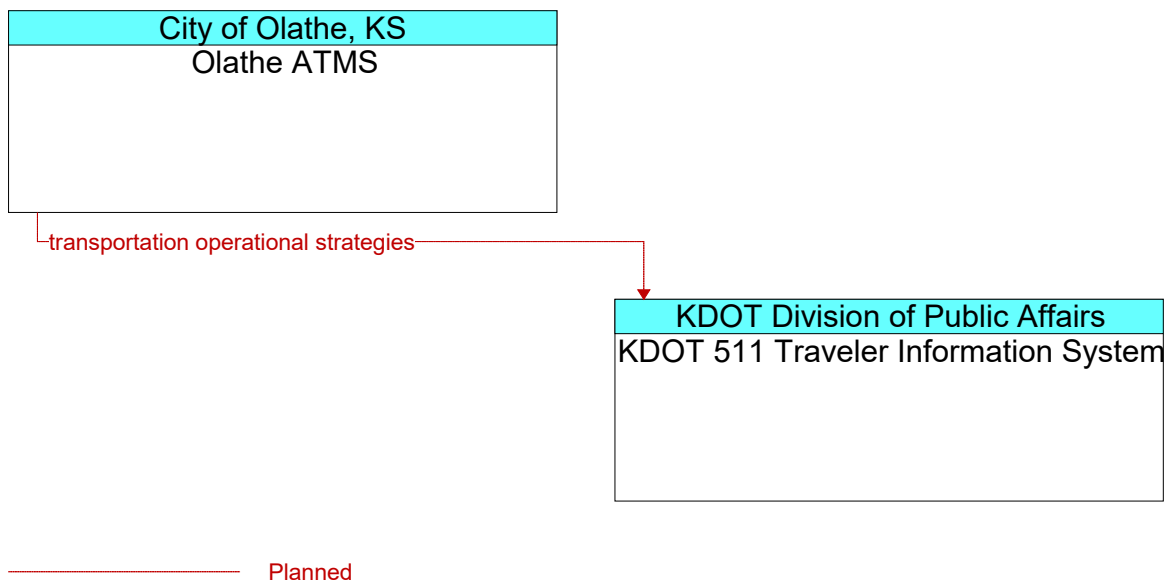 City of Olathe, KS
Olathe ATMS
transportation operational strategies
KDOT Division of Public Affairs
KDOT 511 Traveler Information System
Planned